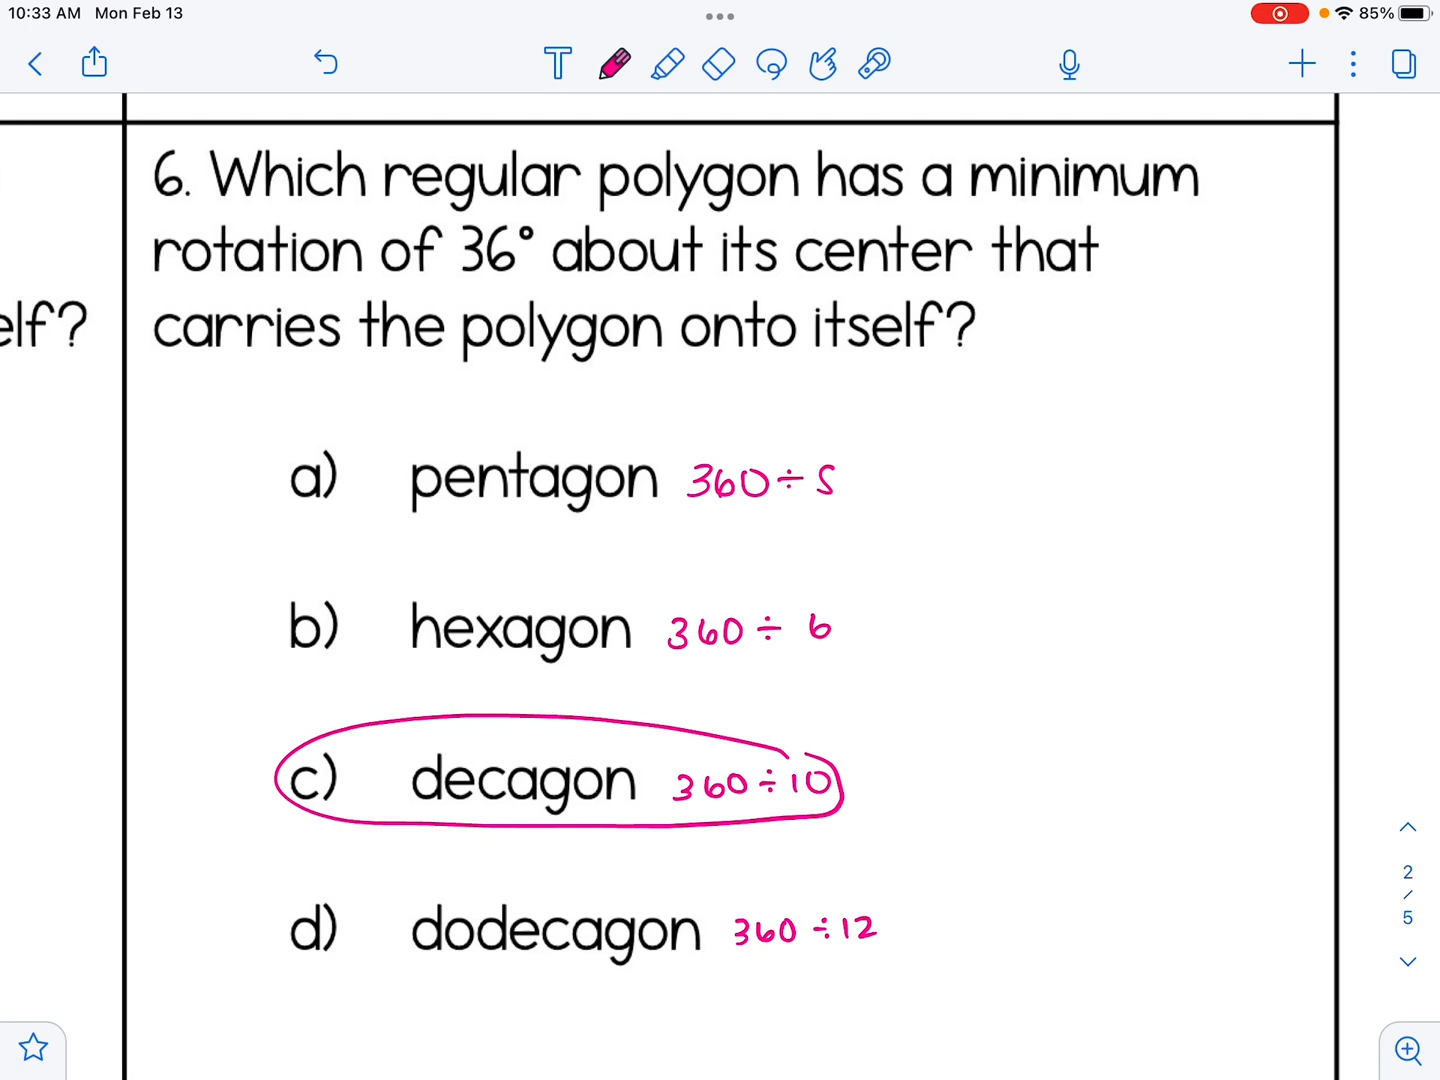 10:33 AM Mon Feb 13
85%
T
6. Which regular polygon has a minimum
rotation of 36° about its center that
elf? carries the polygon onto itself?
a) pentagon 360 ÷ 5
b) hexagon 360 ÷ 6
c) decagon 360 ÷ 10
d) dodecagon 360 ÷ 12
2
/
5